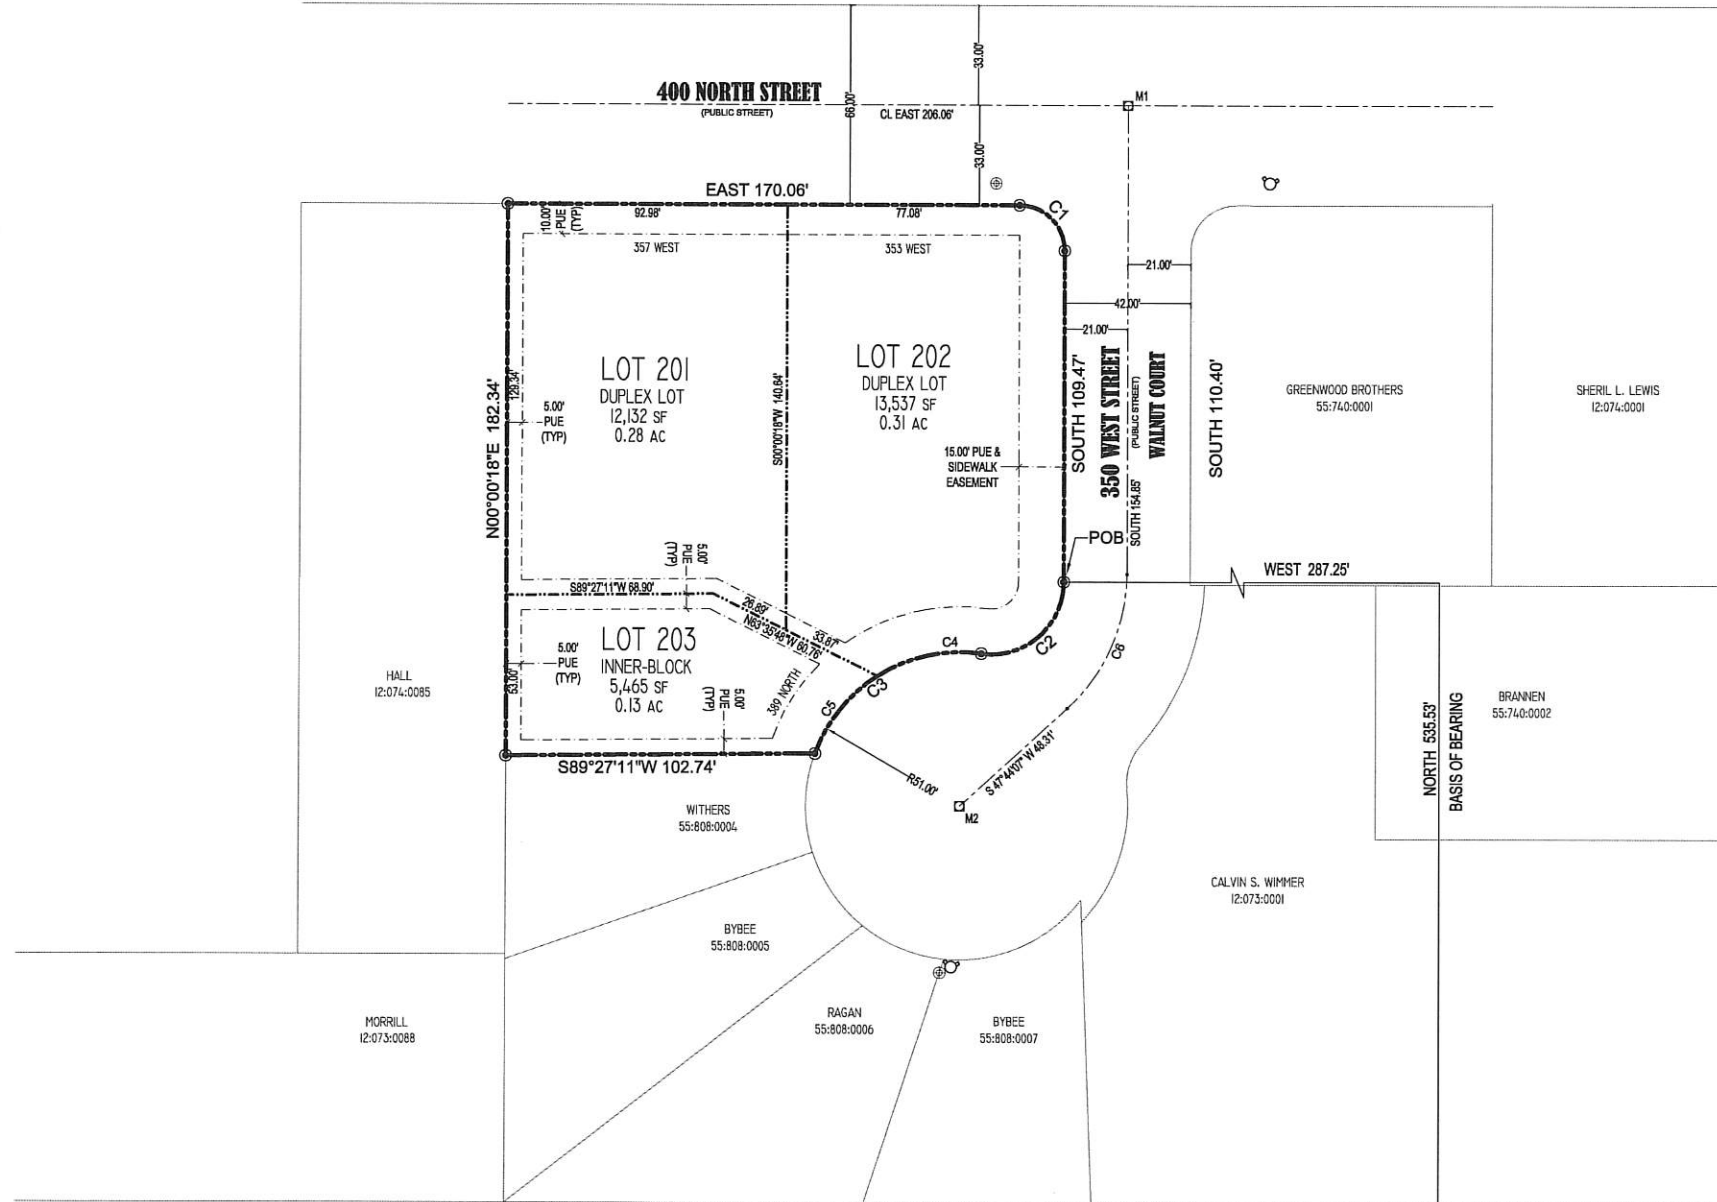 33.00'
400 NORTH STREET
(PUBLIC STREET)
66.00'
CL EAST 206.06'
M1
33.00'
EAST 170.06'
C1
10.00'
PUE
(TYP)
92.98'
77.08'
357 WEST
353 WEST
21.00'
42.00'
21.00'
LOT 201
DUPLEX LOT
12,132 SF
0.28 AC
LOT 202
DUPLEX LOT
13,537 SF
0.31 AC
N00°00'18"E 182.34'
129.34'
5.00'
PUE
(TYP)
S00°00'18"W 140.64'
15.00' PUE &
SIDEWALK
EASEMENT
SOUTH 109.47'
350 WEST STREET
(PUBLIC STREET)
WALNUT COURT
SOUTH 154.85'
SOUTH 110.40'
GREENWOOD BROTHERS
55:740:0001
SHERIL L. LEWIS
12:074:0001
POB
WEST 287.25'
5.00'
PUE
(TYP)
S89°27'11"W 68.90'
26.89'
N63°35'48"W 60.76'
33.87'
LOT 203
INNER-BLOCK
5,465 SF
0.13 AC
5.00'
PUE
(TYP)
53.00'
5.00'
PUE
(TYP)
389 NORTH
C4
C2
C3
C5
C6
HALL
12:074:0085
BRANNEN
55:740:0002
NORTH 535.53'
BASIS OF BEARING
S89°27'11"W 102.74'
R51.00'
S 47°44'07" W 48.31'
M2
WITHERS
55:808:0004
CALVIN S. WIMMER
12:073:0001
BYBEE
55:808:0005
MORRILL
12:073:0088
RAGAN
55:808:0006
BYBEE
55:808:0007